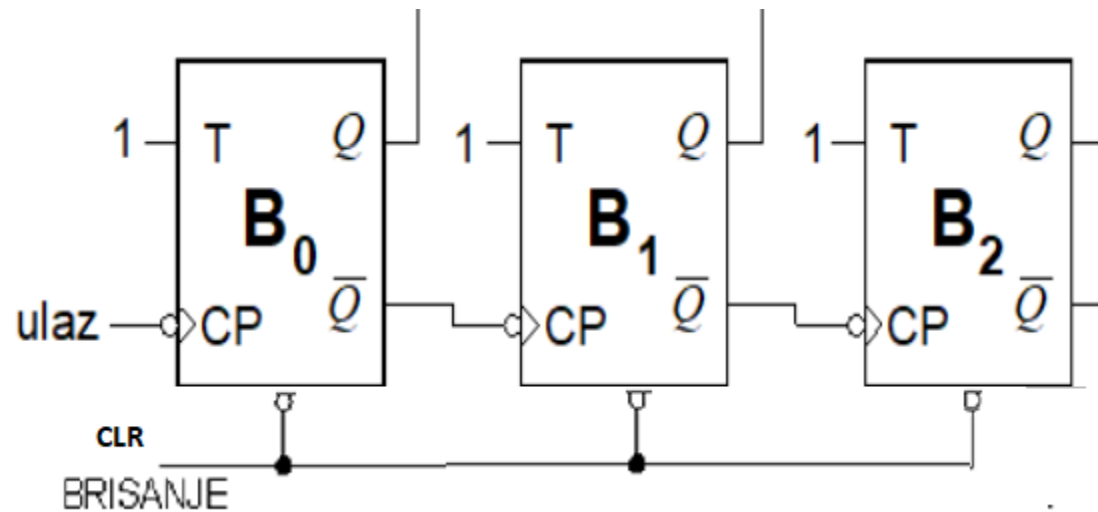 1 T Q 1 T Q 1 T Q
B0 B1 B2
ulaz CP Q̅ CP Q̅ CP Q̅
CLR
BRISANJE